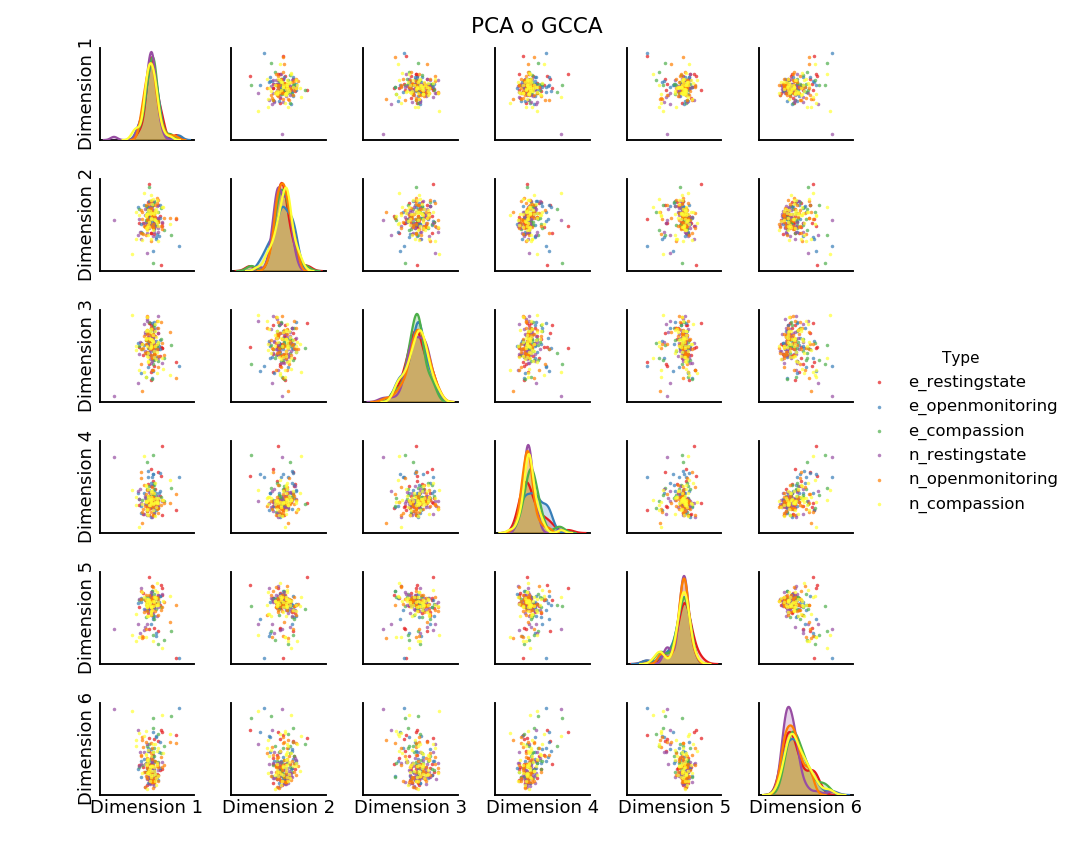 PCA o GCCA
Dimension 1
Dimension 2
Dimension 3
Dimension 4
Dimension 5
Dimension 6
Dimension 1
Dimension 2
Dimension 3
Dimension 4
Dimension 5
Dimension 6
Type
e_restingstate
e_openmonitoring
e_compassion
n_restingstate
n_openmonitoring
n_compassion